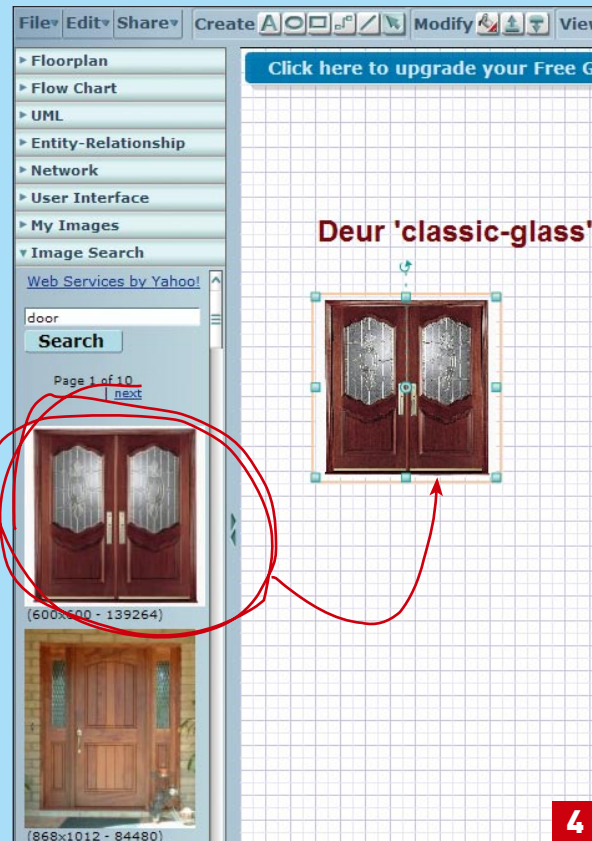 File Edit Share Create A Modify View
Click here to upgrade your Free G
Floorplan
Flow Chart
UML
Entity-Relationship
Network
User Interface
My Images
Image Search
Web Services by Yahoo!
door
Search
Page 1 of 10
| next
(600x600 - 139264)
(868x1012 - 84480)
Deur 'classic-glass'
4